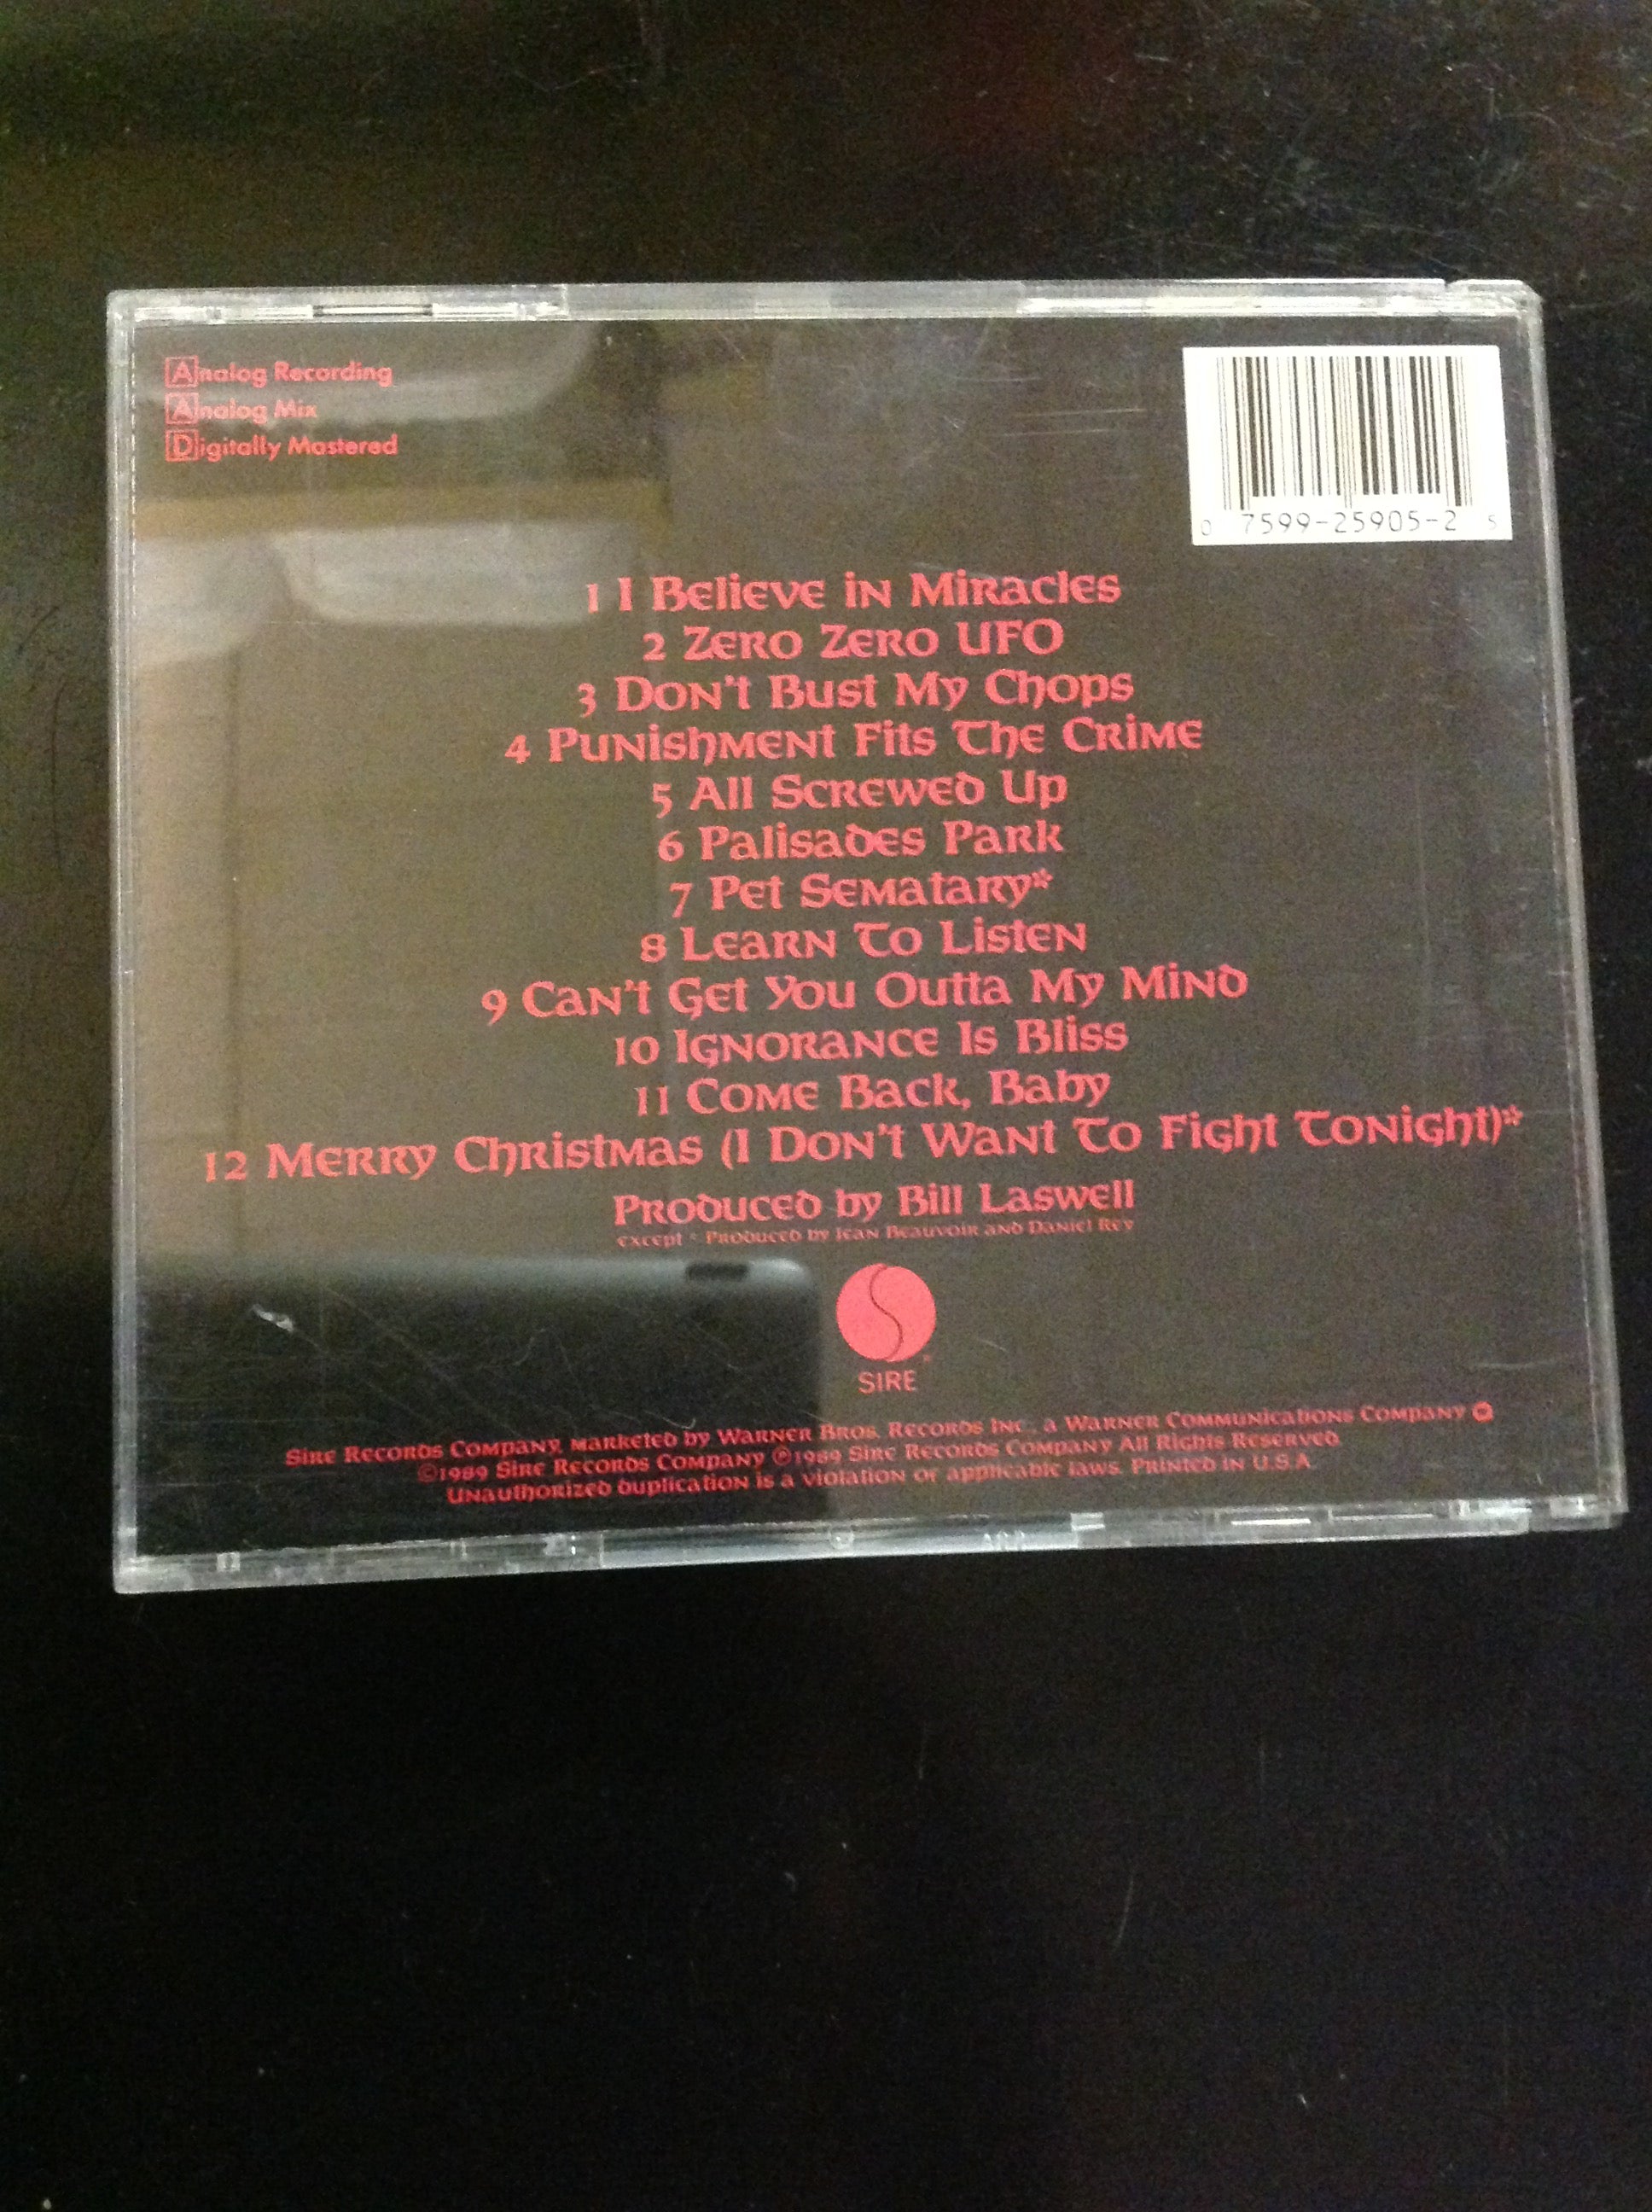 Analog Recording
Analog Mix
Digitally Mastered
0 7599-25905-2 5
1 I Believe in Miracles
2 Zero Zero UFO
3 Don't Bust My Chops
4 Punishment Fits The Crime
5 All Screwed Up
6 Palisades Park
7 Pet Sematary*
8 Learn To Listen
9 Can't Get You Outta My Mind
10 Ignorance Is Bliss
11 Come Back, Baby
12 Merry Christmas (I Don't Want To Fight Tonight)*
Produced by Bill Laswell
except * Produced by Jean Beauvoir and Daniel Rey
SIRE
Sire Records Company, marketed by Warner Bros. Records Inc., a Warner Communications Company
©1989 Sire Records Company ℗1989 Sire Records Company All Rights Reserved.
Unauthorized duplication is a violation of applicable laws. Printed in U.S.A.